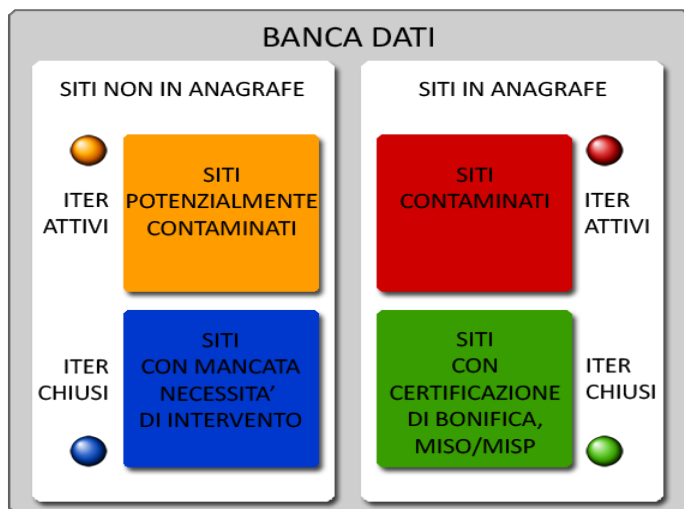 BANCA DATI
SITI NON IN ANAGRAFE
ITER
ATTIVI
SITI
POTENZIALMENTE
CONTAMINATI
ITER
CHIUSI
SITI
CON MANCATA
NECESSITA'
DI INTERVENTO
SITI IN ANAGRAFE
SITI
CONTAMINATI
ITER
ATTIVI
SITI
CON
CERTIFICAZIONE
DI BONIFICA,
MISO/MISP
ITER
CHIUSI